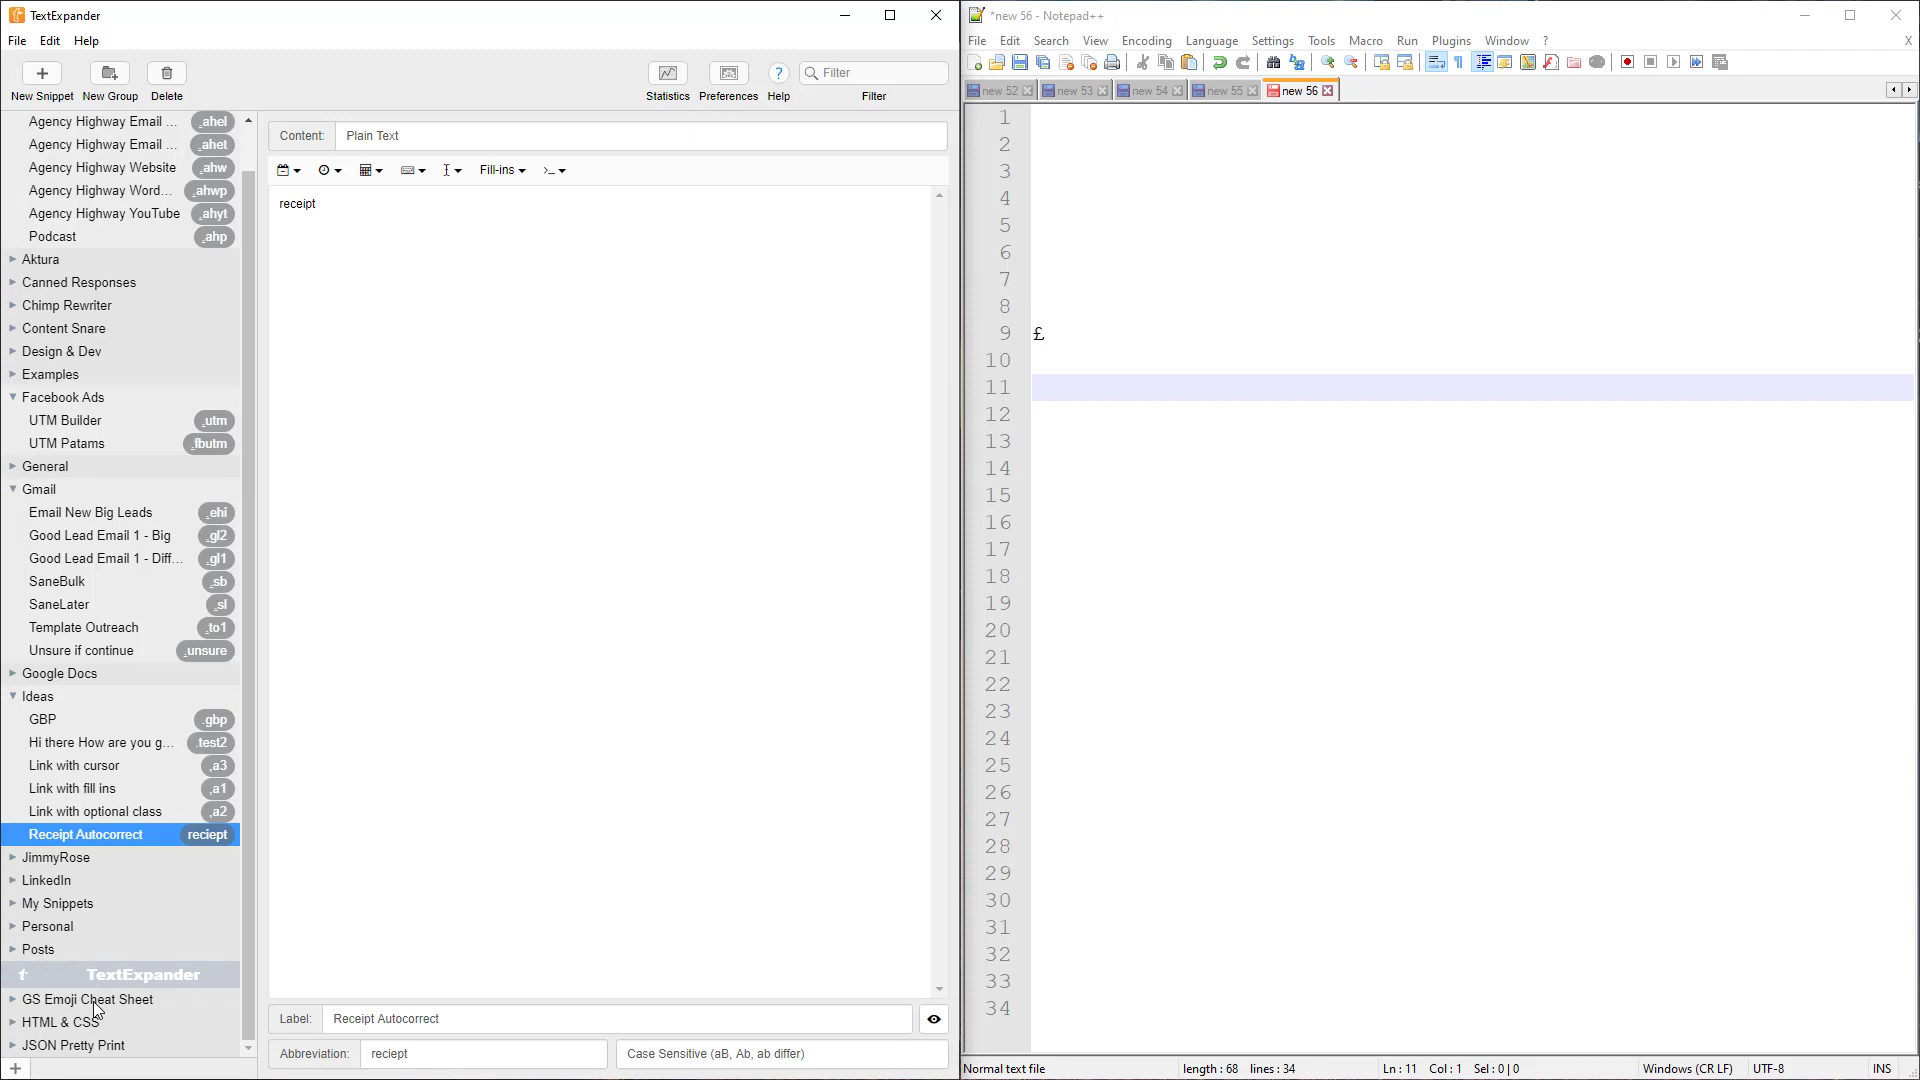 TextExpander
File Edit Help
New Snippet New Group Delete
Statistics Preferences Help Filter
Filter
Agency Highway Email ... .ahel
Agency Highway Email ... .ahet
Agency Highway Website .ahw
Agency Highway Word... .ahwp
Agency Highway YouTube .ahyt
Podcast .ahp
Aktura
Canned Responses
Chimp Rewriter
Content Snare
Design & Dev
Examples
Facebook Ads
UTM Builder .utm
UTM Patams .fbutm
General
Gmail
Email New Big Leads .ehi
Good Lead Email 1 - Big .gl2
Good Lead Email 1 - Diff... .gl1
SaneBulk .sb
SaneLater .sl
Template Outreach .to1
Unsure if continue .unsure
Google Docs
Ideas
GBP .gbp
Hi there How are you g... .test2
Link with cursor ,a3
Link with fill ins ,a1
Link with optional class ,a2
Receipt Autocorrect reciept
JimmyRose
LinkedIn
My Snippets
Personal
Posts
TextExpander
GS Emoji Cheat Sheet
HTML & CSS
JSON Pretty Print
Content: Plain Text
Fill-ins
receipt
Label: Receipt Autocorrect
Abbreviation: reciept Case Sensitive (aB, Ab, ab differ)
*new 56 - Notepad++
File Edit Search View Encoding Language Settings Tools Macro Run Plugins Window ? X
new 52 new 53 new 54 new 55 new 56
1
2
3
4
5
6
7
8
9 £
10
11
12
13
14
15
16
17
18
19
20
21
22
23
24
25
26
27
28
29
30
31
32
33
34
Normal text file length : 68 lines : 34 Ln : 11 Col : 1 Sel : 0 | 0 Windows (CR LF) UTF-8 INS